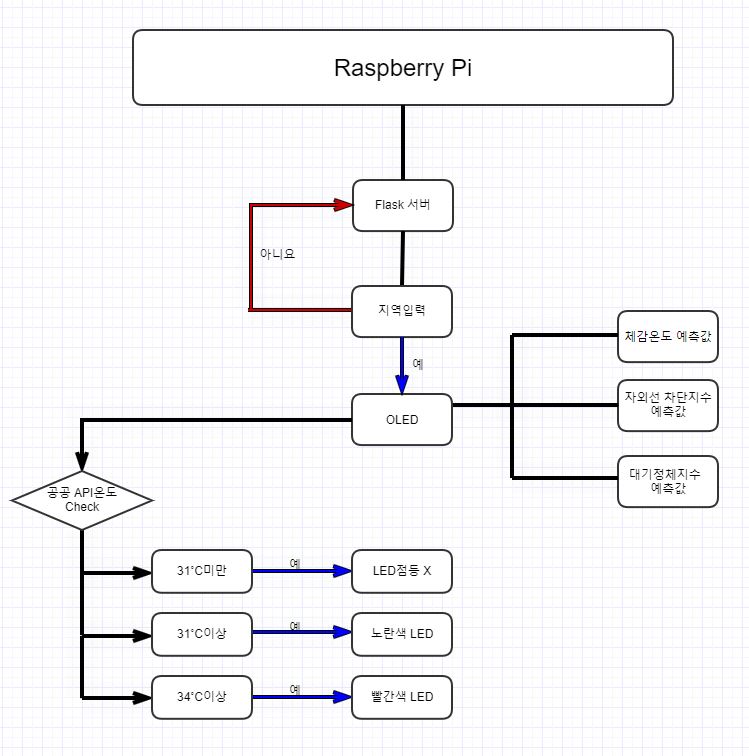 Raspberry Pi
Flask 서버
아니요
지역입력
예
OLED
체감온도 예측값
자외선 차단지수
예측값
대기정체지수
예측값
공공 API온도
Check
31°C미만
예
LED점등 X
31°C이상
예
노란색 LED
34°C이상
예
빨간색 LED